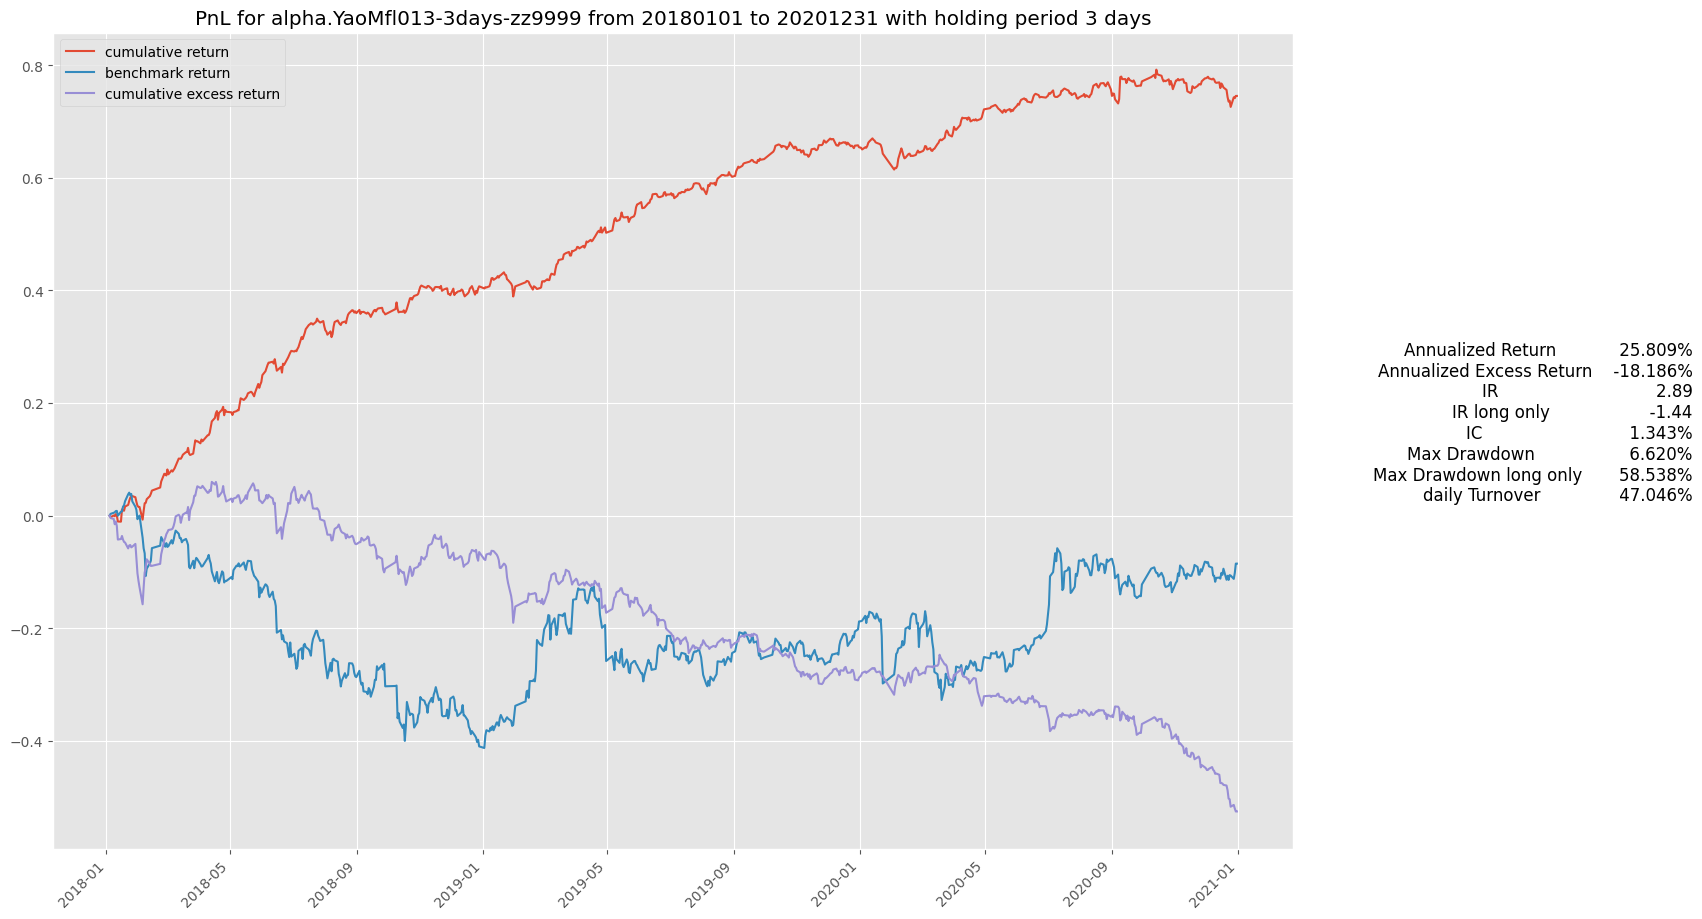 PnL for alpha.YaoMfl013-3days-zz9999 from 20180101 to 20201231 with holding period 3 days
cumulative return
benchmark return
cumulative excess return
0.8
0.6
0.4
0.2
0.0
−0.2
−0.4
2018-01
2018-05
2018-09
2019-01
2019-05
2019-09
2020-01
2020-05
2020-09
2021-01
Annualized Return 25.809%
Annualized Excess Return -18.186%
IR 2.89
IR long only -1.44
IC 1.343%
Max Drawdown 6.620%
Max Drawdown long only 58.538%
daily Turnover 47.046%